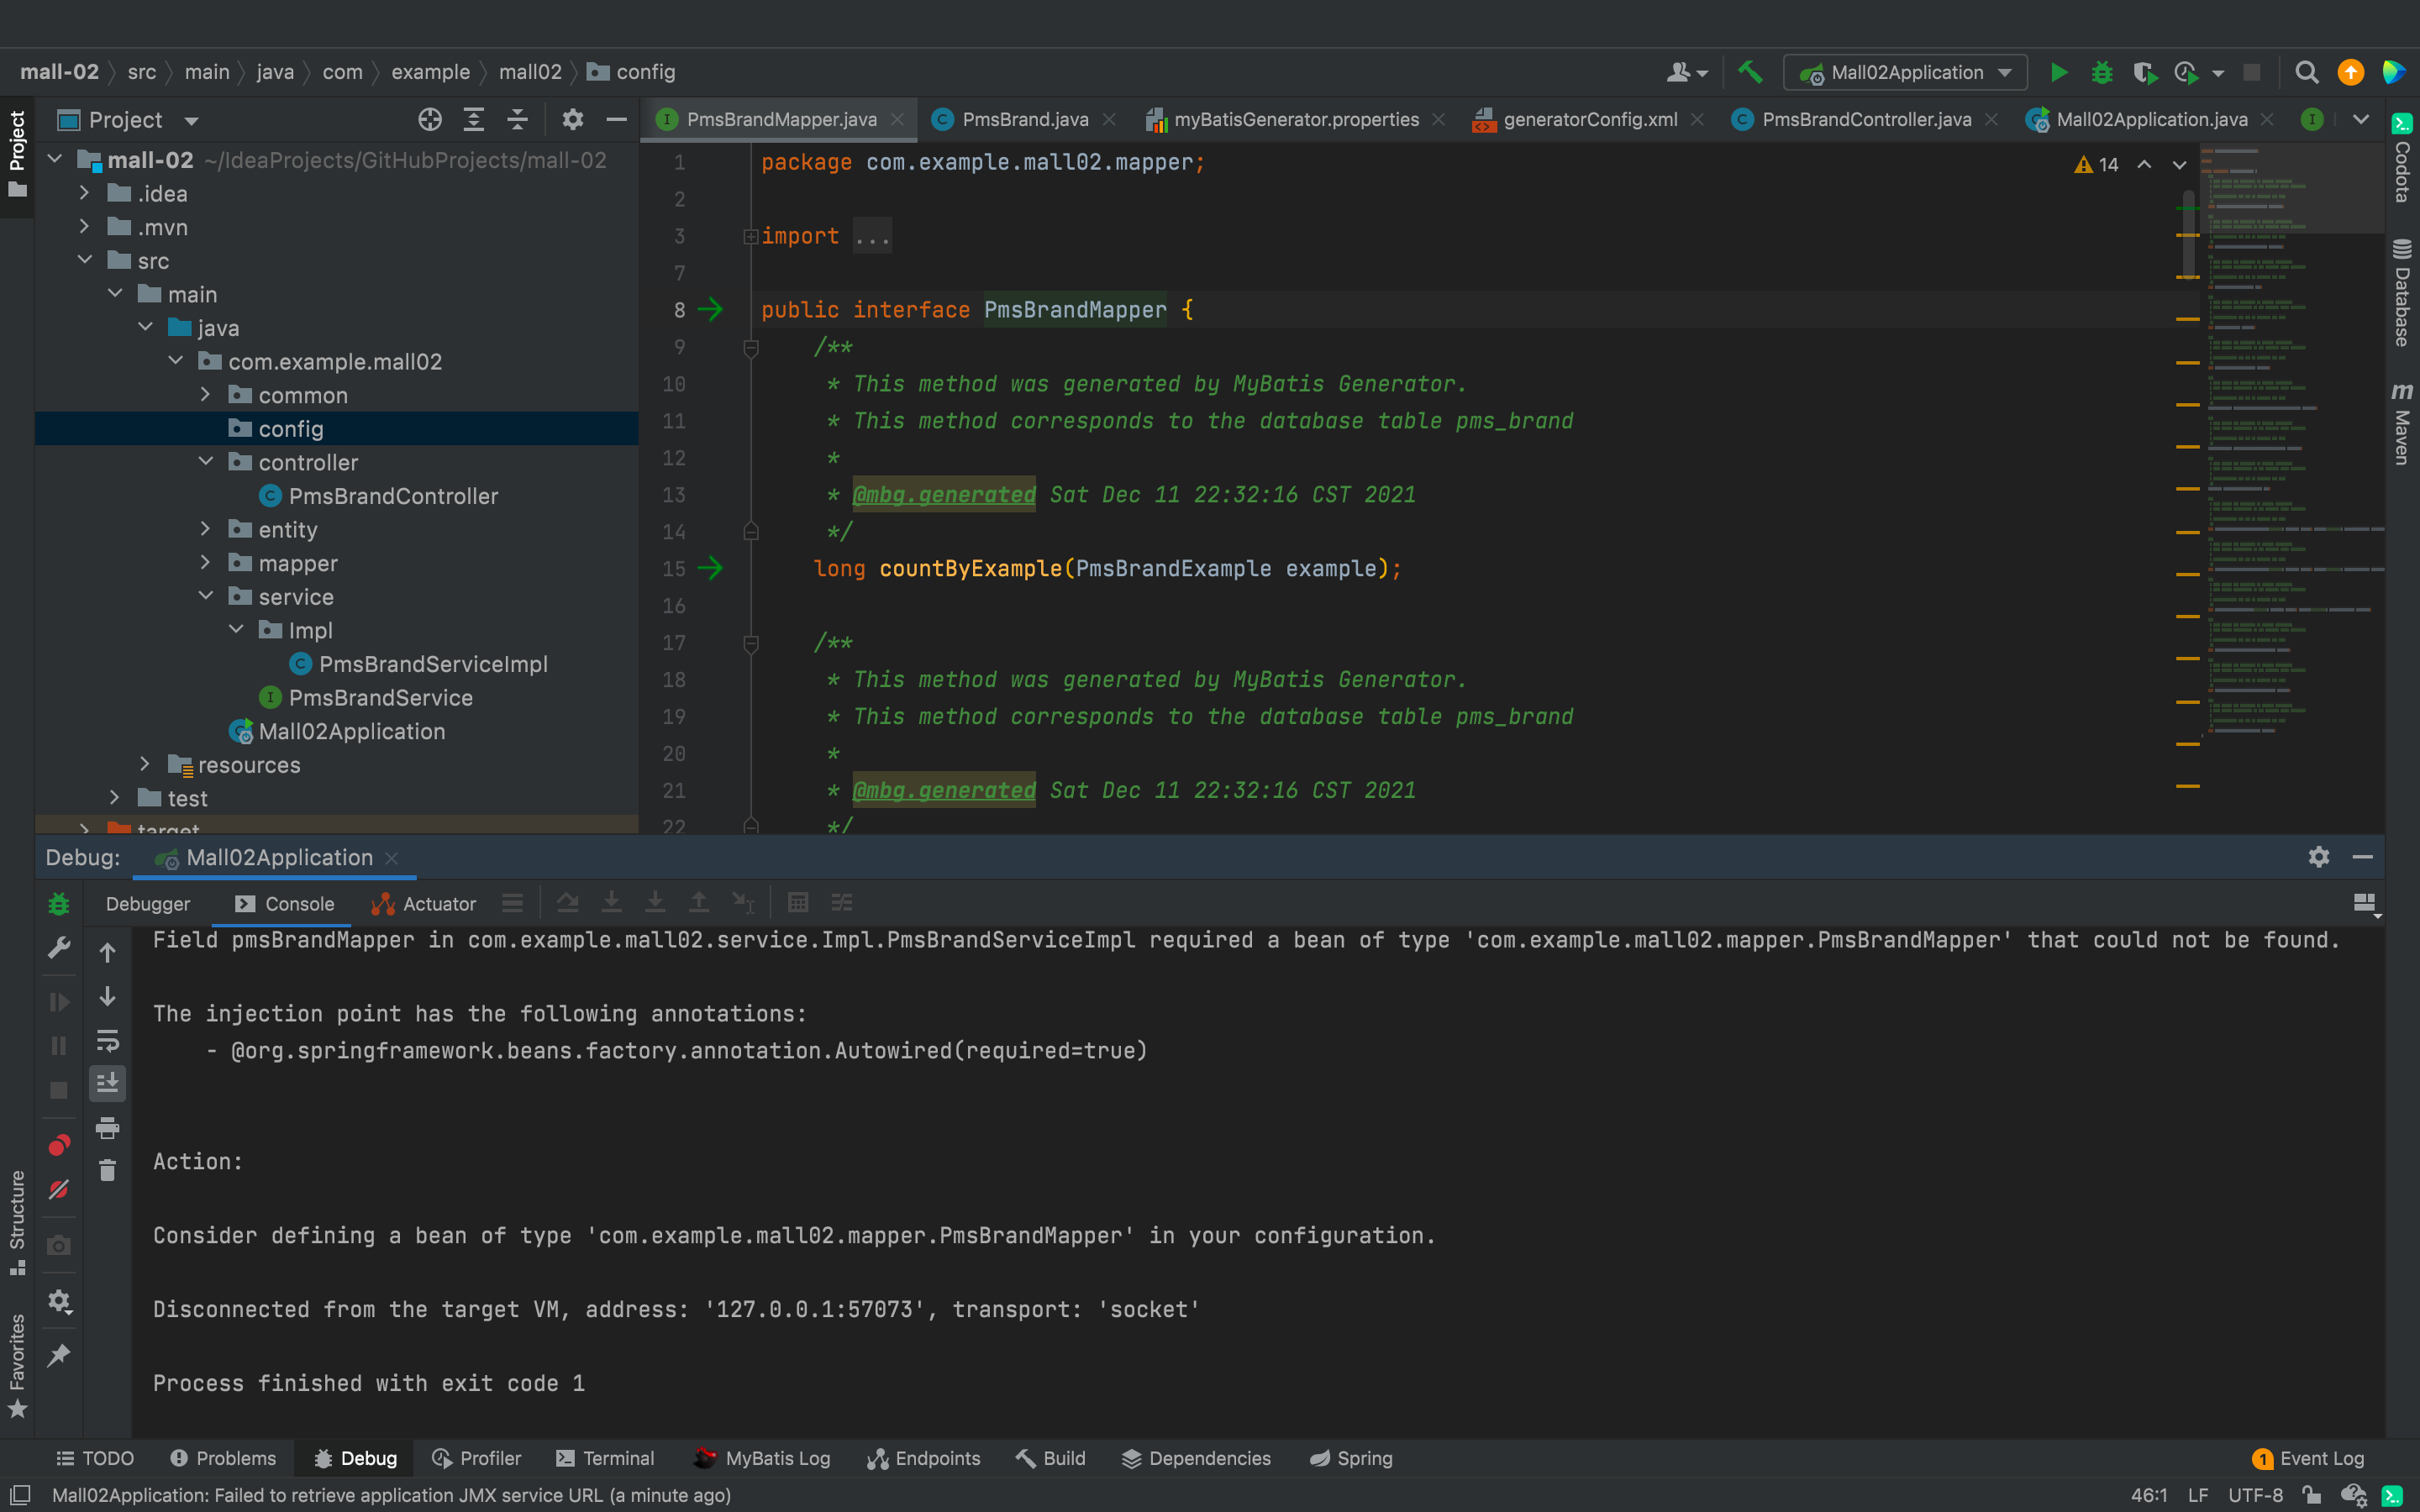 mall-02 src main java com example mall02 config
Mall02Application
Project
PmsBrandMapper.java PmsBrand.java myBatisGenerator.properties generatorConfig.xml PmsBrandController.java Mall02Application.java
Project
mall-02 ~/IdeaProjects/GitHubProjects/mall-02
.idea
.mvn
src
main
java
com.example.mall02
common
config
controller
PmsBrandController
entity
mapper
service
Impl
PmsBrandServiceImpl
PmsBrandService
Mall02Application
resources
test
target
14
1 package com.example.mall02.mapper;
2
3 import ...
7
8 public interface PmsBrandMapper {
9 /**
10 * This method was generated by MyBatis Generator.
11 * This method corresponds to the database table pms_brand
12 *
13 * @mbg.generated Sat Dec 11 22:32:16 CST 2021
14 */
15 long countByExample(PmsBrandExample example);
16
17 /**
18 * This method was generated by MyBatis Generator.
19 * This method corresponds to the database table pms_brand
20 *
21 * @mbg.generated Sat Dec 11 22:32:16 CST 2021
22 */
Codota
Database
Maven
Debug: Mall02Application
Debugger Console Actuator
Field pmsBrandMapper in com.example.mall02.service.Impl.PmsBrandServiceImpl required a bean of type 'com.example.mall02.mapper.PmsBrandMapper' that could not be found.
The injection point has the following annotations:
- @org.springframework.beans.factory.annotation.Autowired(required=true)
Action:
Consider defining a bean of type 'com.example.mall02.mapper.PmsBrandMapper' in your configuration.
Disconnected from the target VM, address: '127.0.0.1:57073', transport: 'socket'
Process finished with exit code 1
Structure
Favorites
TODO Problems Debug Profiler Terminal MyBatis Log Endpoints Build Dependencies Spring 1 Event Log
Mall02Application: Failed to retrieve application JMX service URL (a minute ago) 46:1 LF UTF-8